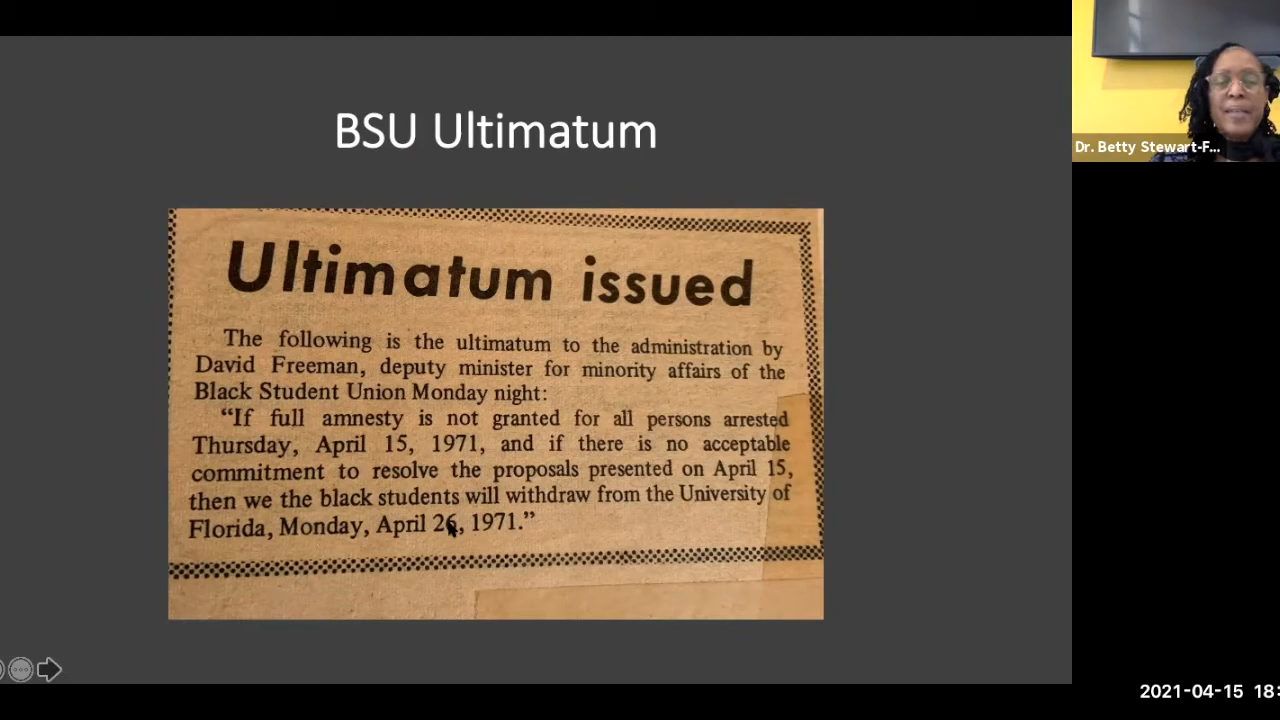 BSU Ultimatum
Ultimatum issued
The following is the ultimatum to the administration by
David Freeman, deputy minister for minority affairs of the
Black Student Union Monday night:
“If full amnesty is not granted for all persons arrested
Thursday, April 15, 1971, and if there is no acceptable
commitment to resolve the proposals presented on April 15,
then we the black students will withdraw from the University of
Florida, Monday, April 26, 1971.”
Dr. Betty Stewart-F...
2021-04-15 18: